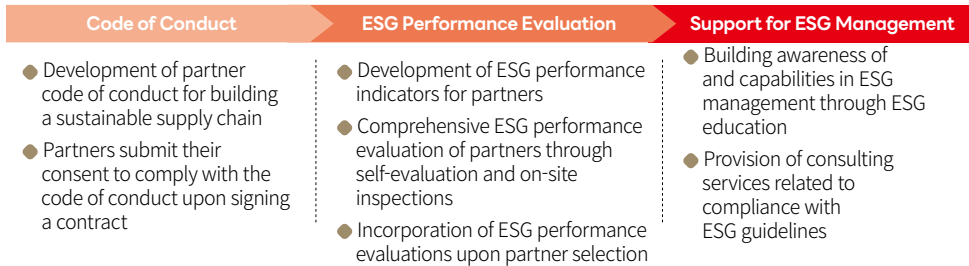 Code of Conduct
Development of partner
code of conduct for building
a sustainable supply chain
Partners submit their
consent to comply with the
code of conduct upon signing
a contract
ESG Performance Evaluation
Development of ESG performance
indicators for partners
Comprehensive ESG performance
evaluation of partners through
self-evaluation and on-site
inspections
Incorporation of ESG performance
evaluations upon partner selection
Support for ESG Management
Building awareness of
and capabilities in ESG
management through ESG
education
Provision of consulting
services related to
compliance with
ESG guidelines